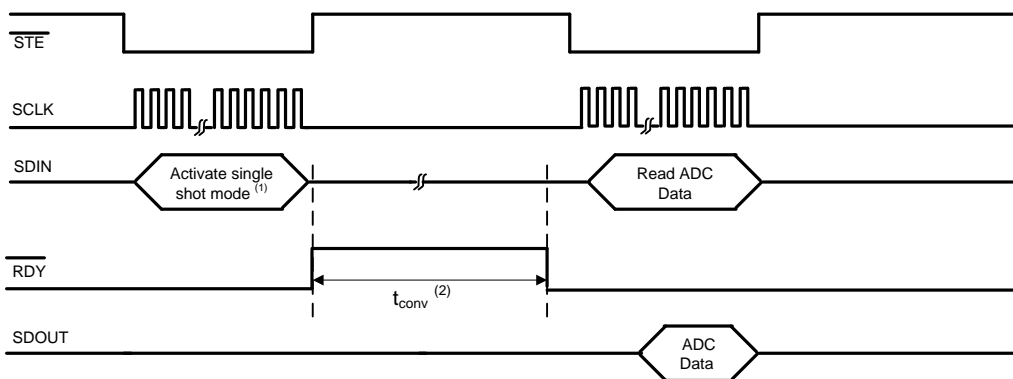 STE
SCLK
SDIN
Activate single
shot mode (1)
Read ADC
Data
RDY
tconv (2)
SDOUT
ADC
Data